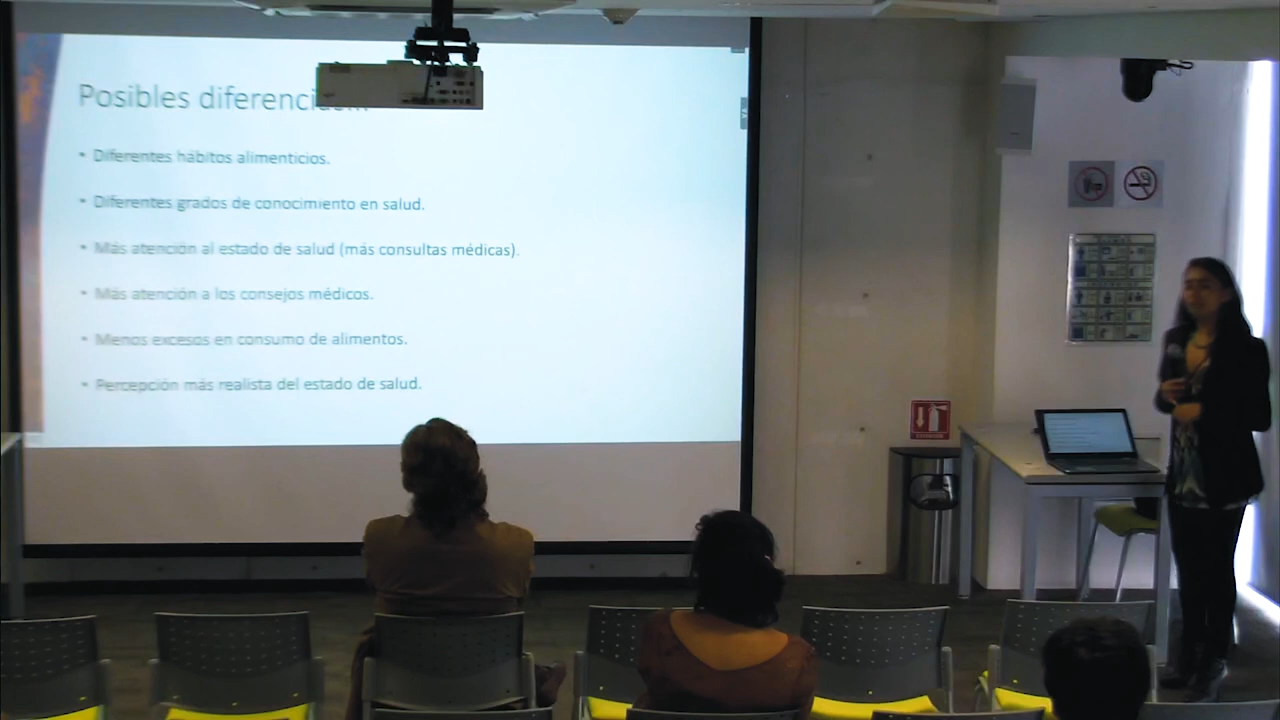 Posibles diferenci
• Diferentes hábitos alimenticios.
• Diferentes grados de conocimiento en salud.
• Más atención al estado de salud (más consultas médicas).
• Más atención a los consejos médicos.
• Menos excesos en consumo de alimentos.
• Percepción más realista del estado de salud.